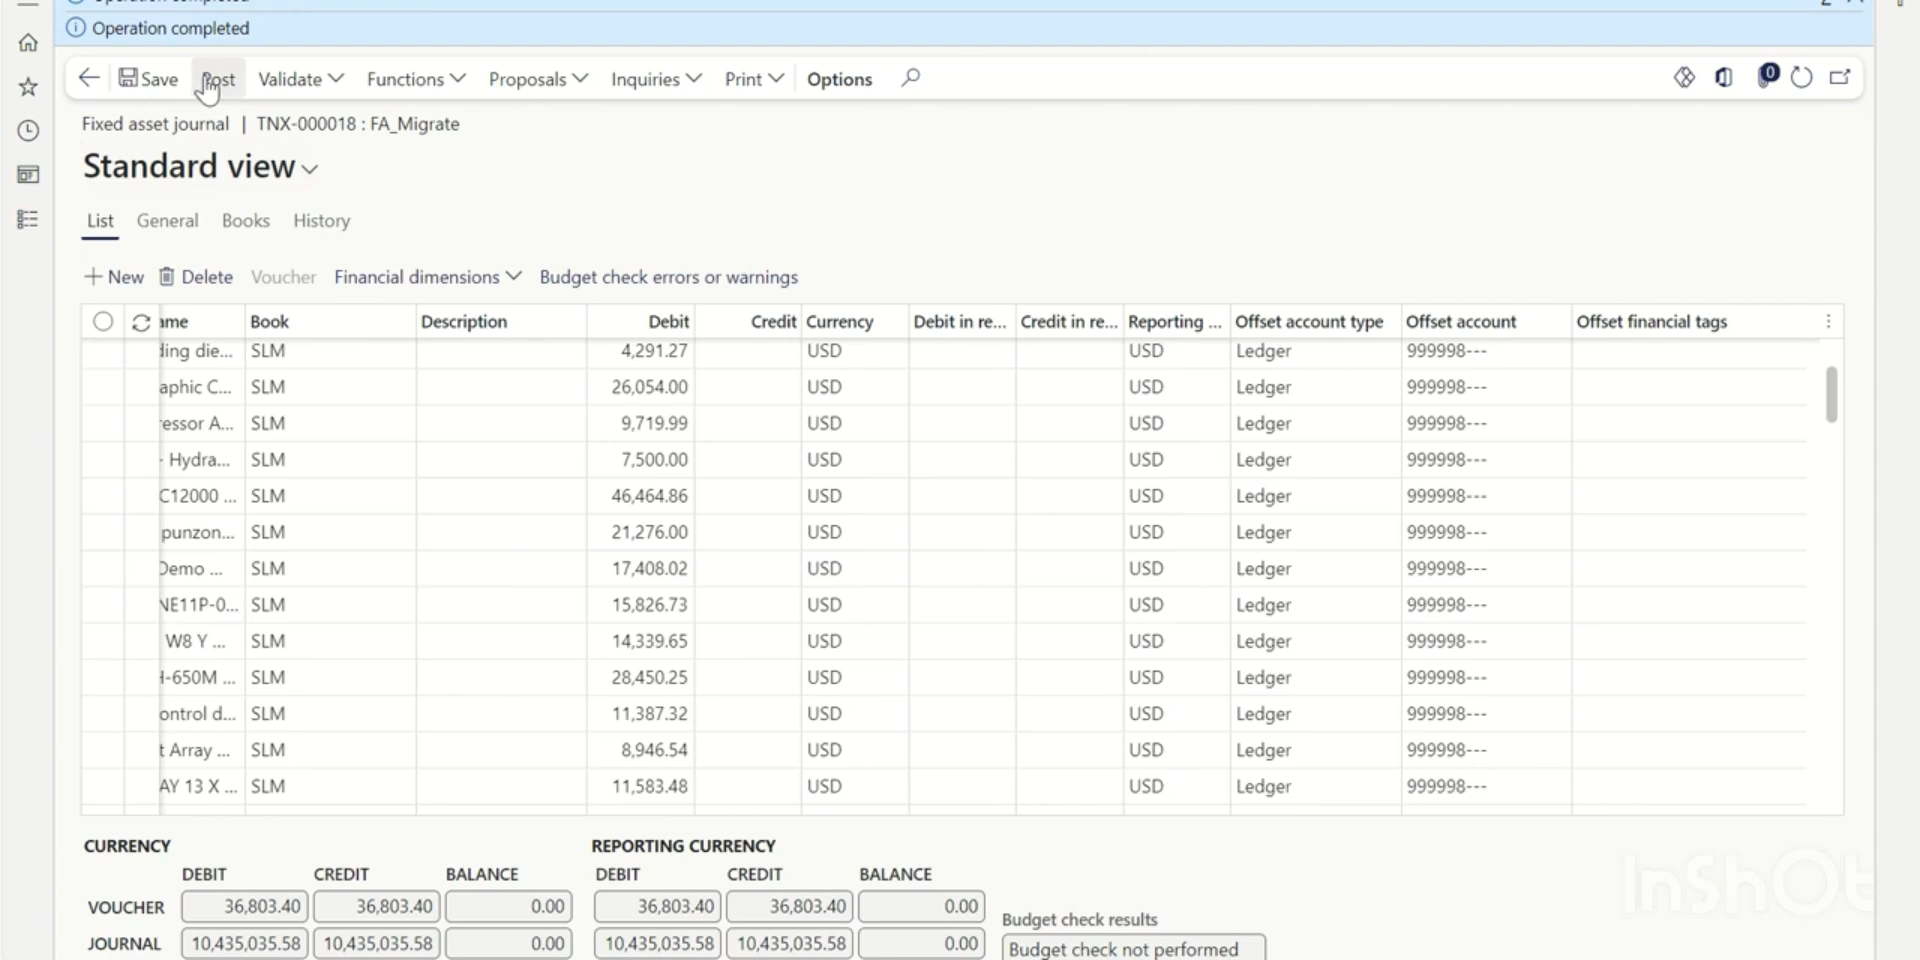 Operation completed
Operation completed
Save Post Validate Functions Proposals Inquiries Print Options 0
Fixed asset journal | TNX-000018 : FA_Migrate
Standard view
List General Books History
New Delete Voucher Financial dimensions Budget check errors or warnings
ame Book Description Debit Credit Currency Debit in re... Credit in re... Reporting ... Offset account type Offset account Offset financial tags
ding die... SLM 4,291.27 USD USD Ledger 999998---
aphic C... SLM 26,054.00 USD USD Ledger 999998---
ressor A... SLM 9,719.99 USD USD Ledger 999998---
- Hydra... SLM 7,500.00 USD USD Ledger 999998---
C12000 ... SLM 46,464.86 USD USD Ledger 999998---
punzon... SLM 21,276.00 USD USD Ledger 999998---
Demo ... SLM 17,408.02 USD USD Ledger 999998---
NE11P-0... SLM 15,826.73 USD USD Ledger 999998---
W8 Y ... SLM 14,339.65 USD USD Ledger 999998---
H-650M ... SLM 28,450.25 USD USD Ledger 999998---
ontrol d... SLM 11,387.32 USD USD Ledger 999998---
t Array ... SLM 8,946.54 USD USD Ledger 999998---
AY 13 X ... SLM 11,583.48 USD USD Ledger 999998---
CURRENCY REPORTING CURRENCY
DEBIT CREDIT BALANCE DEBIT CREDIT BALANCE
VOUCHER 36,803.40 36,803.40 0.00 36,803.40 36,803.40 0.00
Budget check results
JOURNAL 10,435,035.58 10,435,035.58 0.00 10,435,035.58 10,435,035.58 0.00
Budget check not performed
InShOt